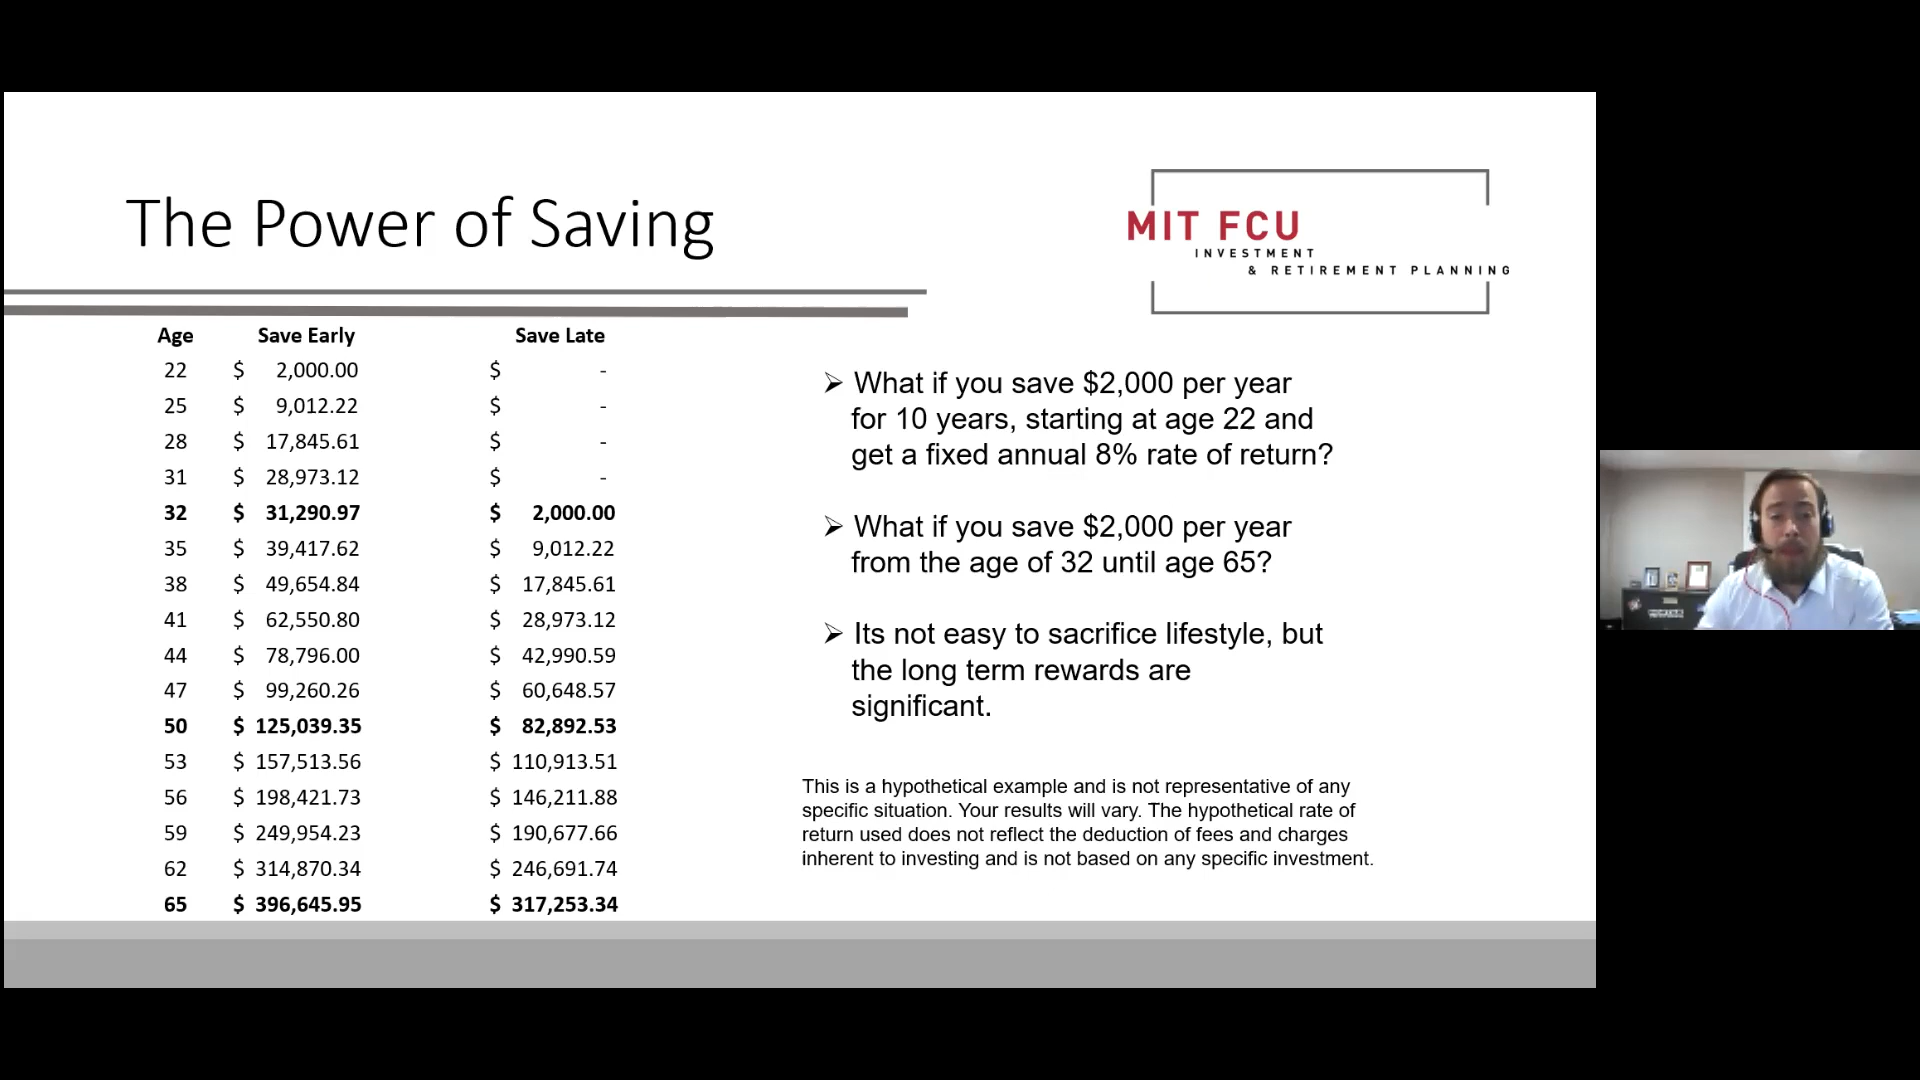 The Power of Saving
MIT FCU
INVESTMENT
& RETIREMENT PLANNING
Age Save Early Save Late
22 $ 2,000.00 $ -
25 $ 9,012.22 $ -
28 $ 17,845.61 $ -
31 $ 28,973.12 $ -
32 $ 31,290.97 $ 2,000.00
35 $ 39,417.62 $ 9,012.22
38 $ 49,654.84 $ 17,845.61
41 $ 62,550.80 $ 28,973.12
44 $ 78,796.00 $ 42,990.59
47 $ 99,260.26 $ 60,648.57
50 $ 125,039.35 $ 82,892.53
53 $ 157,513.56 $ 110,913.51
56 $ 198,421.73 $ 146,211.88
59 $ 249,954.23 $ 190,677.66
62 $ 314,870.34 $ 246,691.74
65 $ 396,645.95 $ 317,253.34
➢ What if you save $2,000 per year
for 10 years, starting at age 22 and
get a fixed annual 8% rate of return?
➢ What if you save $2,000 per year
from the age of 32 until age 65?
➢ Its not easy to sacrifice lifestyle, but
the long term rewards are
significant.
This is a hypothetical example and is not representative of any
specific situation. Your results will vary. The hypothetical rate of
return used does not reflect the deduction of fees and charges
inherent to investing and is not based on any specific investment.